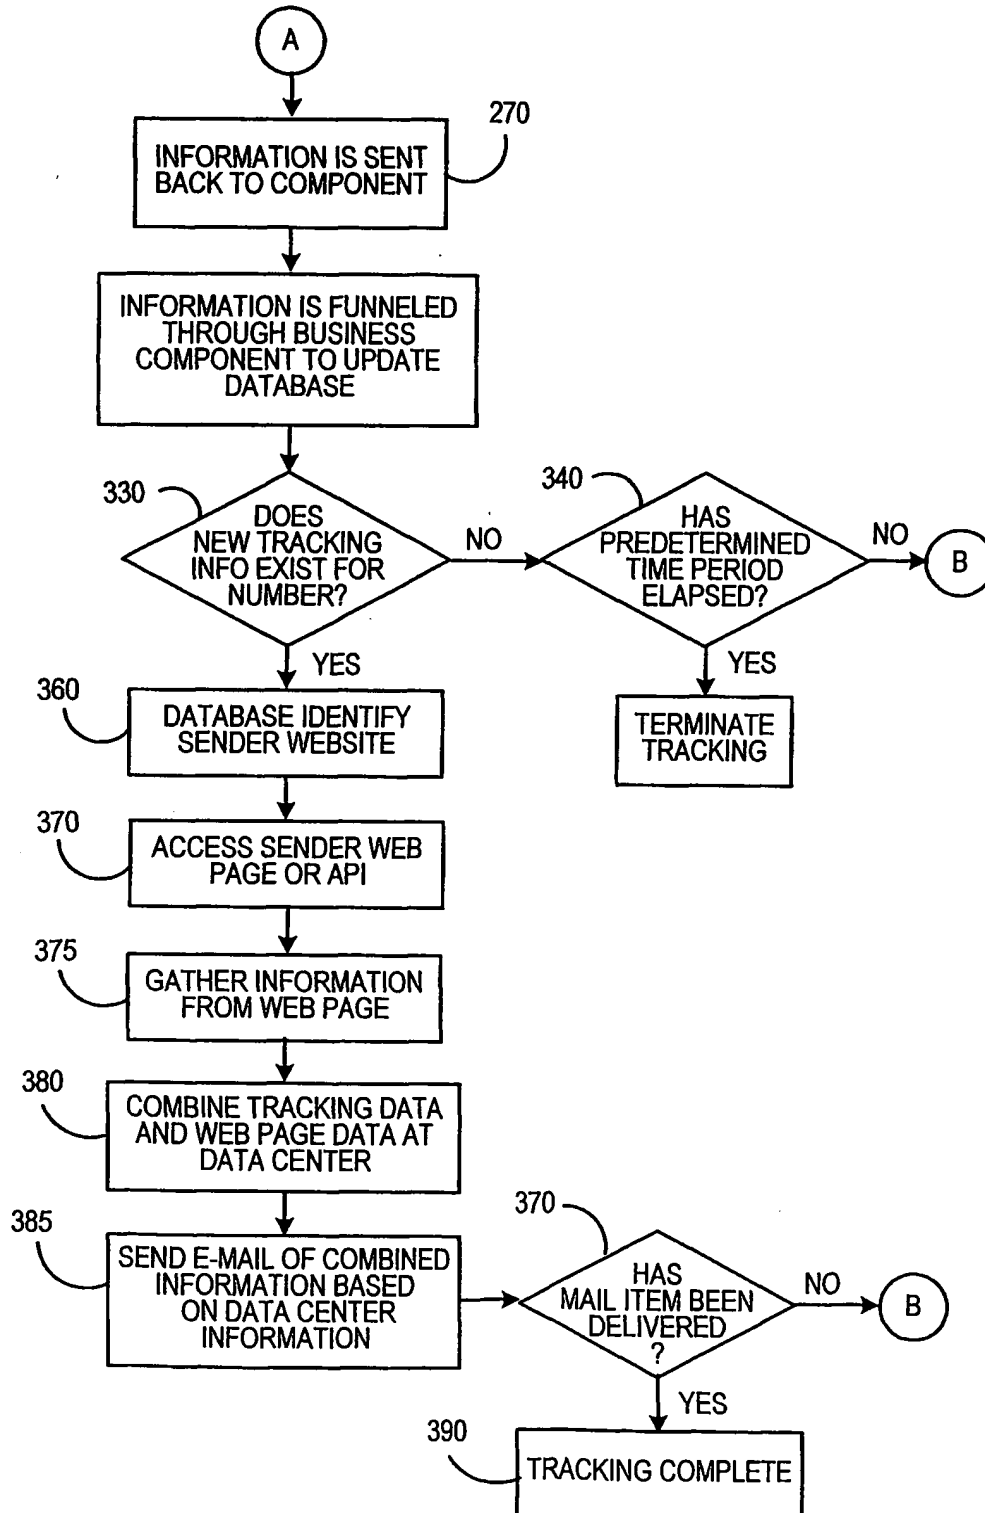 A
270
INFORMATION IS SENT
BACK TO COMPONENT
INFORMATION IS FUNNELED
THROUGH BUSINESS
COMPONENT TO UPDATE
DATABASE
330
DOES
NEW TRACKING
INFO EXIST FOR
NUMBER?
NO
340
HAS
PREDETERMINED
TIME PERIOD
ELAPSED?
NO
B
YES
YES
360
DATABASE IDENTIFY
SENDER WEBSITE
TERMINATE
TRACKING
370
ACCESS SENDER WEB
PAGE OR API
375
GATHER INFORMATION
FROM WEB PAGE
380
COMBINE TRACKING DATA
AND WEB PAGE DATA AT
DATA CENTER
385
SEND E-MAIL OF COMBINED
INFORMATION BASED
ON DATA CENTER
INFORMATION
370
HAS
MAIL ITEM BEEN
DELIVERED
?
NO
B
YES
390
TRACKING COMPLETE